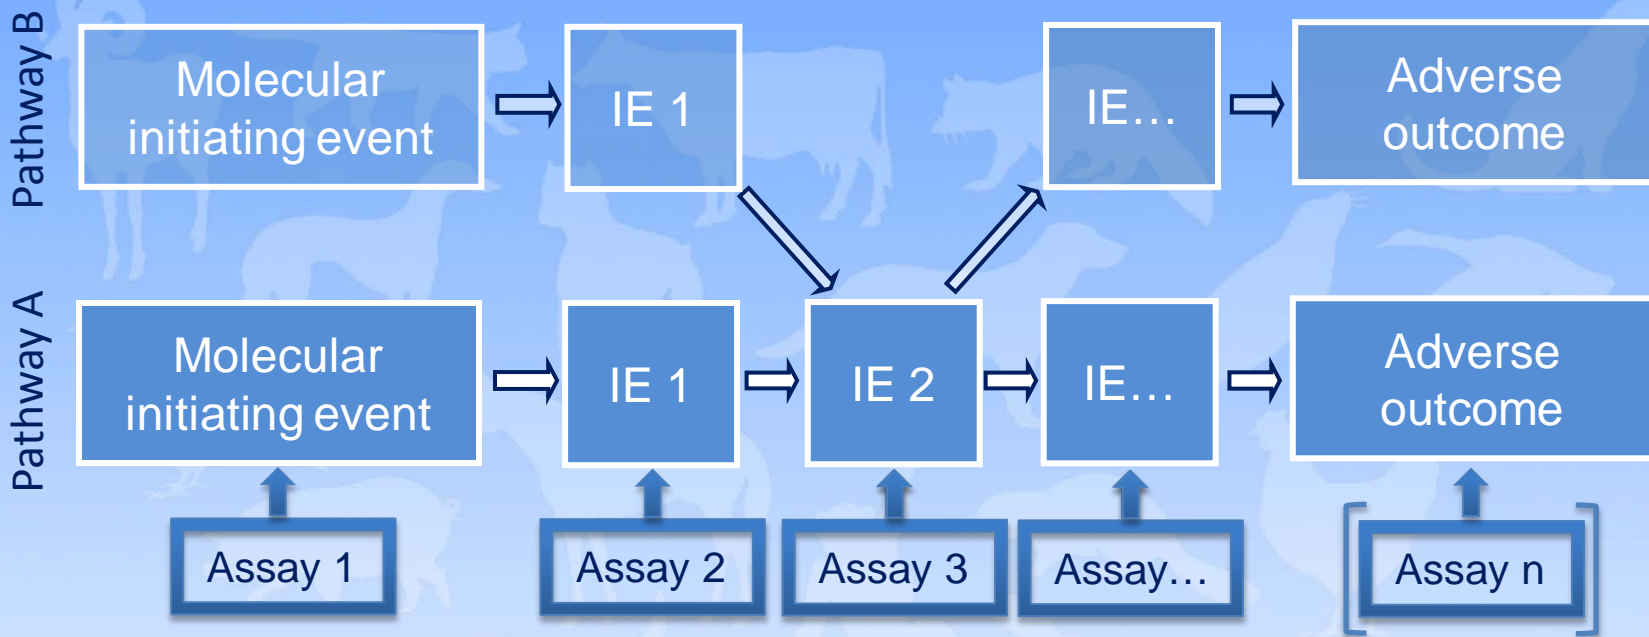 Pathway B
Molecular
initiating event
IE 1
IE…
Adverse
outcome
Pathway A
Molecular
initiating event
IE 1
IE 2
IE…
Adverse
outcome
Assay 1
Assay 2
Assay 3
Assay…
Assay n